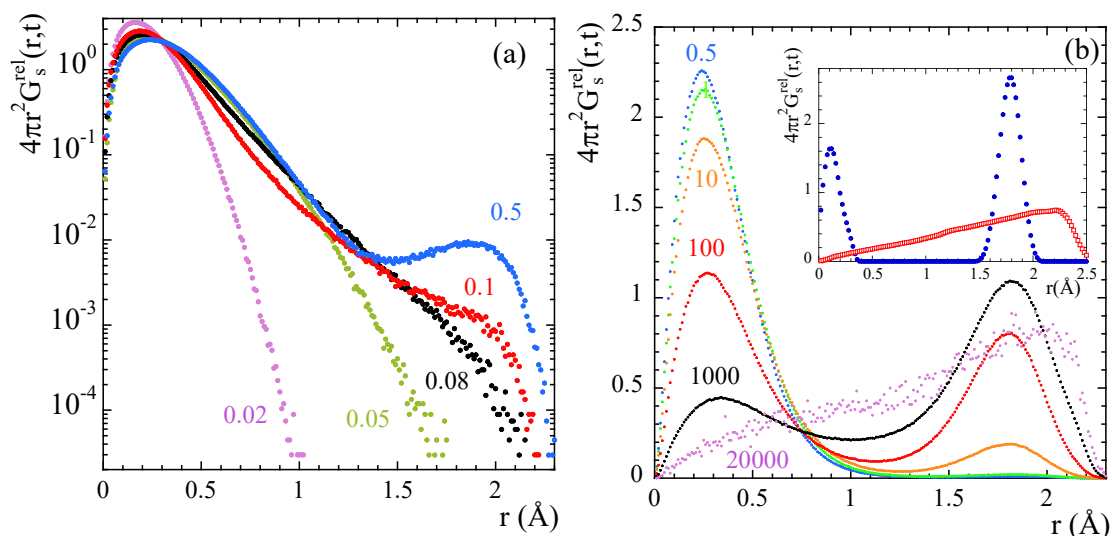 (a)
4πr²G_s^rel(r,t)
10⁰
10⁻¹
10⁻²
10⁻³
10⁻⁴
0.5
0.1
0.08
0.05
0.02
0 0.5 1 1.5 2
r (Å)
(b)
4πr²G_s^rel(r,t)
2.5
2.0
1.5
1.0
0.5
0
0.5
1
10
100
1000
20000
0 0.5 1 1.5 2
r (Å)
4πr²G_s^rel(r,t)
2
1
0
0 0.5 1 1.5 2 2.5
r(Å)